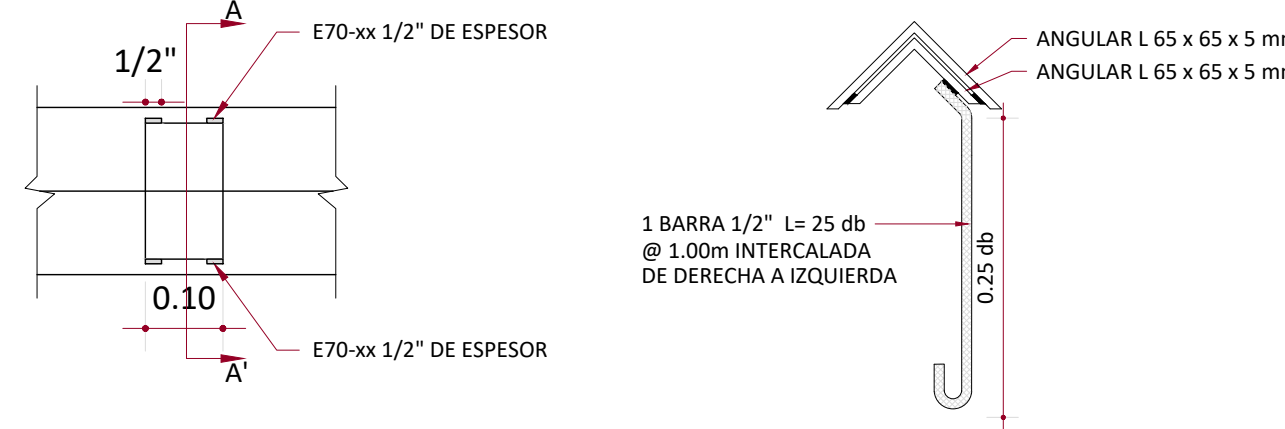 A
E70-xx 1/2" DE ESPESOR
1/2"
0.10
E70-xx 1/2" DE ESPESOR
A'
ANGULAR L 65 x 65 x 5 m
ANGULAR L 65 x 65 x 5 m
1 BARRA 1/2" L= 25 db
@ 1.00m INTERCALADA
DE DERECHA A IZQUIERDA
0.25 db